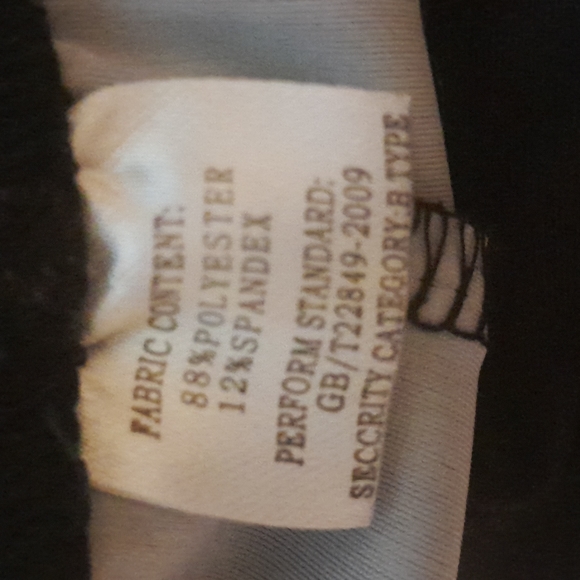 FABRIC CONTENT:
88%POLYESTER
12%SPANDEX
PERFORM STANDARD:
GB/T22849-2009
SECCRITY CATEGORY:B TYPE